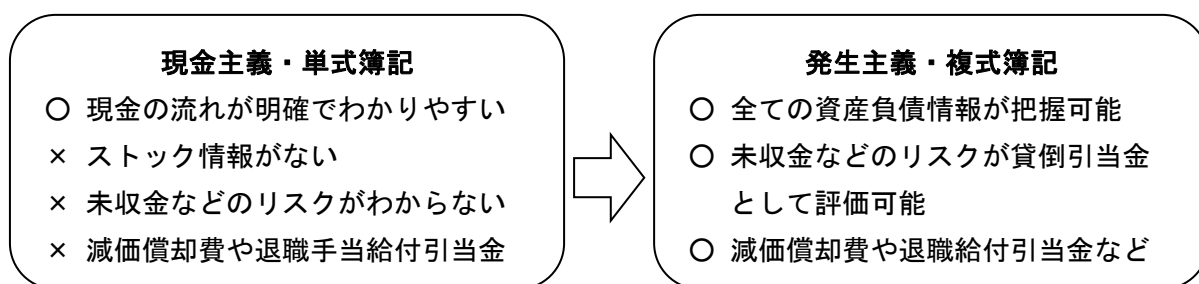 現金主義・単式簿記
○ 現金の流れが明確でわかりやすい
× ストック情報がない
× 未収金などのリスクがわからない
× 減価償却費や退職手当給付引当金
発生主義・複式簿記
○ 全ての資産負債情報が把握可能
○ 未収金などのリスクが貸倒引当金
として評価可能
○ 減価償却費や退職給付引当金など